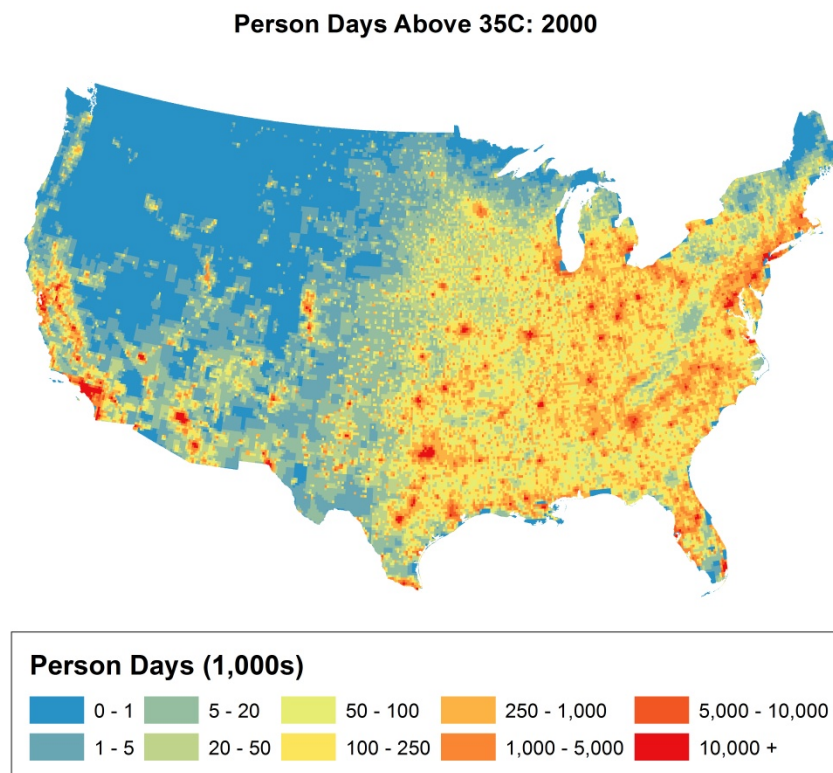 Person Days Above 35C: 2000
Person Days (1,000s)
0 - 1 5 - 20 50 - 100 250 - 1,000 5,000 - 10,000
1 - 5 20 - 50 100 - 250 1,000 - 5,000 10,000 +